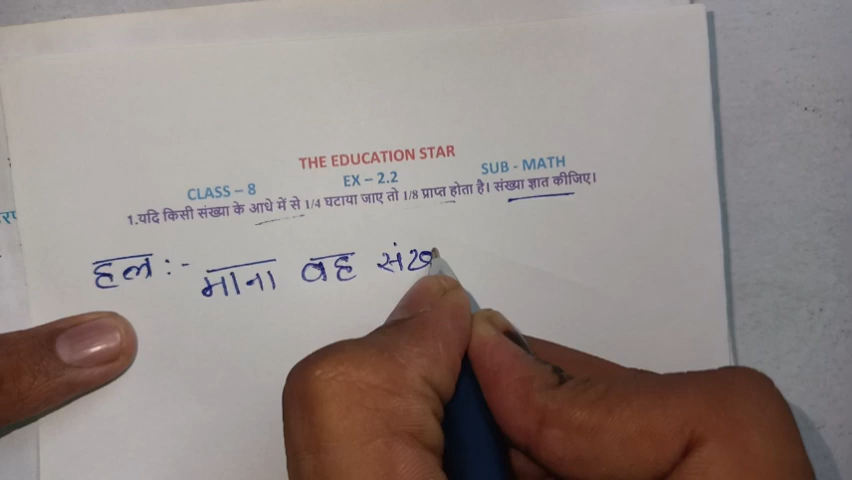 THE EDUCATION STAR
CLASS – 8 EX – 2.2 SUB - MATH
1.यदि किसी संख्या के आधे में से 1/4 घटाया जाए तो 1/8 प्राप्त होता है। संख्या ज्ञात कीजिए।
हल :- माना वह